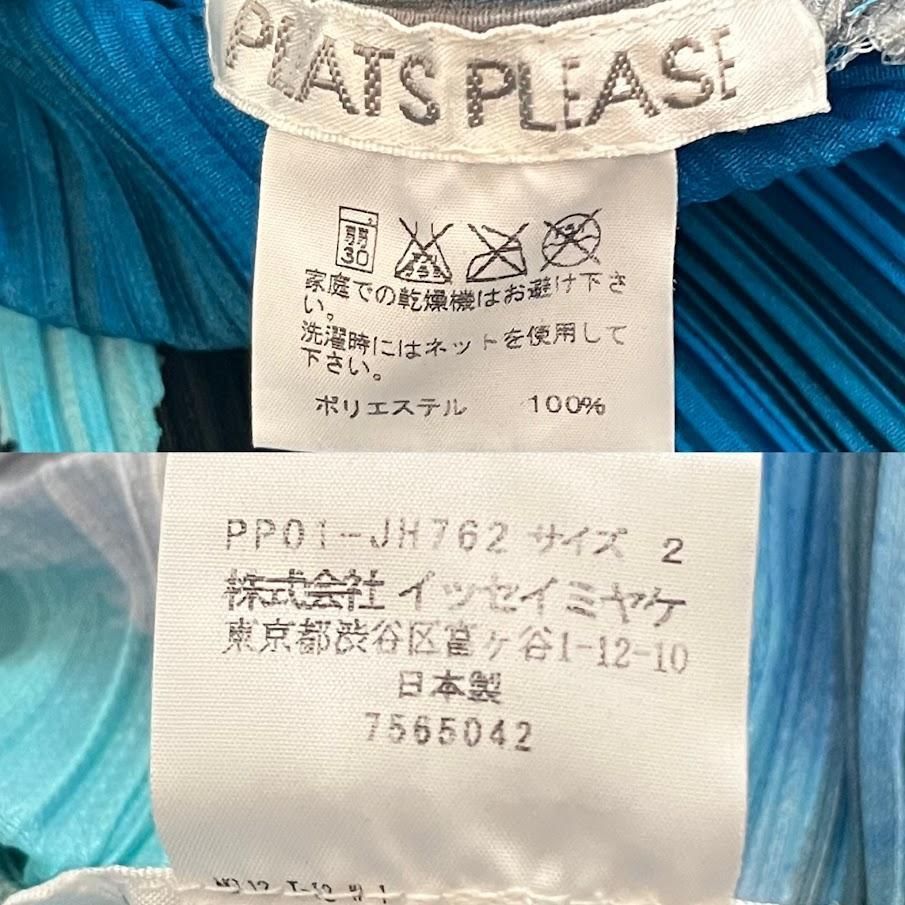 PLATS PLEASE
弱
30
家庭での乾燥機はお避け下さ
い。
洗濯時にはネットを使用して
下さい。
ポリエステル 100%
PP01-JH762 サイズ 2
株式会社イッセイミヤケ
東京都渋谷区富ヶ谷1-12-10
日本製
7565042